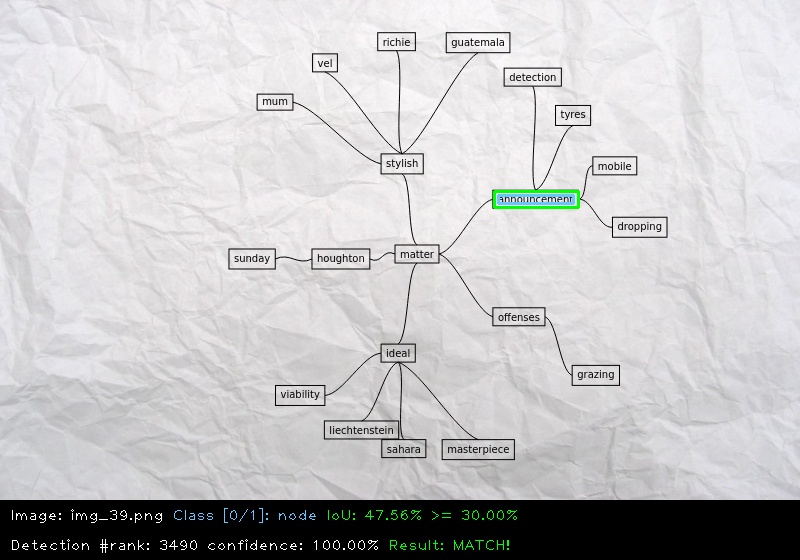 richie
guatemala
vel
detection
mum
tyres
stylish
mobile
announcement
dropping
sunday
houghton
matter
offenses
ideal
grazing
viability
liechtenstein
sahara
masterpiece
Image: img_39.png Class [0/1]: node IoU: 47.56% >= 30.00%
Detection #rank: 3490 confidence: 100.00% Result: MATCH!